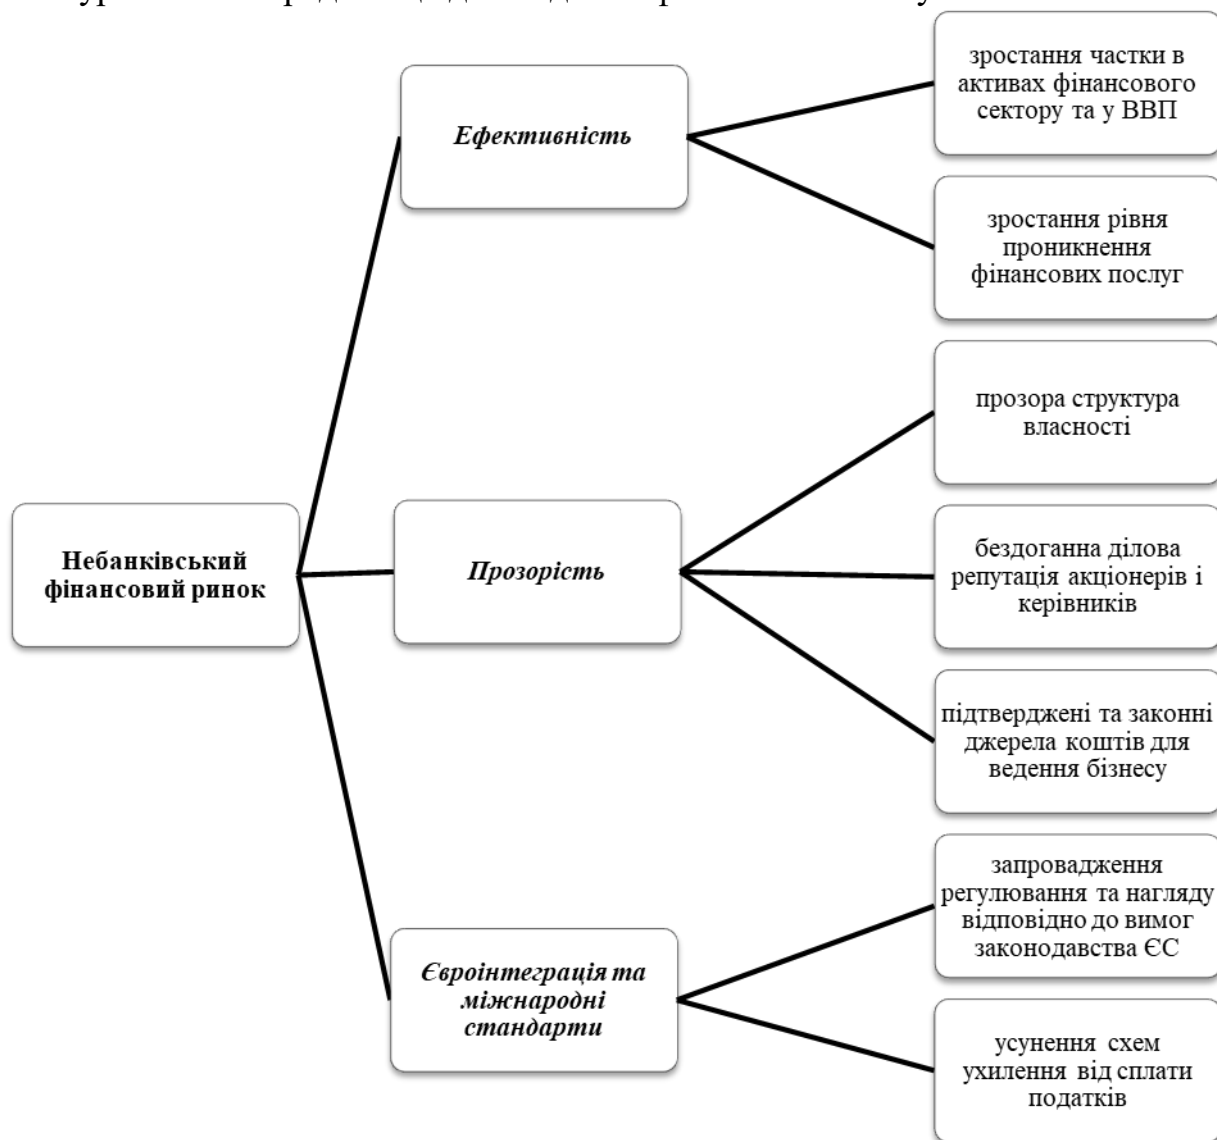 зростання частки в
активах фінансового
сектору та у ВВП
Ефективність
зростання рівня
проникнення
фінансових послуг
прозора структура
власності
Небанківський
фінансовий ринок
Прозорість
бездоганна ділова
репутація акціонерів і
керівників
підтверджені та законні
джерела коштів для
ведення бізнесу
запровадження
регулювання та нагляду
відповідно до вимог
законодавства ЄС
Євроінтеграція та
міжнародні
стандарти
усунення схем
ухилення від сплати
податків